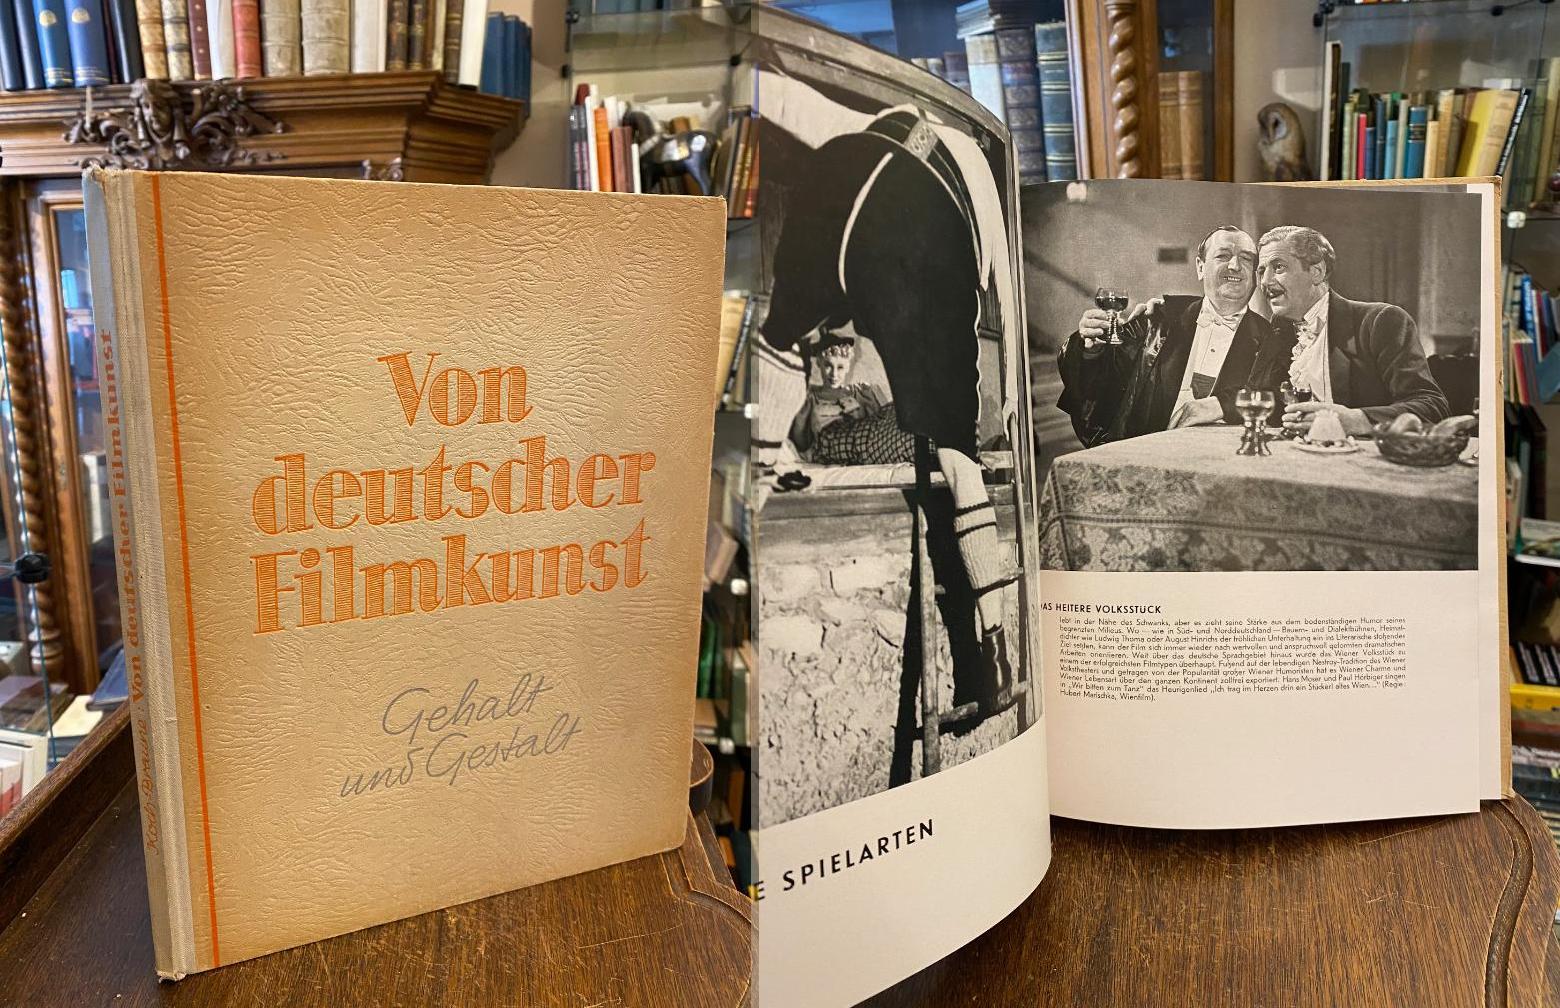 Von
deutscher
Filmkunst
Gehalt
und Gestalt
Koch-Braune Von deutscher Filmkunst
E SPIELARTEN
DAS HEITERE VOLKSSTÜCK
lebt in der Nähe des Schwanks, aber es zieht seine Stärke aus dem bodenständigen Humor seines
begrenzten Milieus. Wo — wie in Süd- und Norddeutschland — Bauern- und Dialektbühnen, Heimat-
dichter wie Ludwig Thoma oder August Hinrichs der fröhlichen Unterhaltung ein ins Literarische stoßendes
Ziel setzten, kann der Film sich immer wieder nach wertvollen und anspruchsvoll geformten dramatischen
Arbeiten orientieren. Weit über das deutsche Sprachgebiet hinaus wurde das Wiener Volksstück zu
einem der erfolgreichsten Filmtypen überhaupt. Fußend auf der lebendigen Nestroy-Tradition des Wiener
Volkstheaters und getragen von der Popularität großer Wiener Humoristen hat es Wiener Charme und
Wiener Lebensart über den ganzen Kontinent zollfrei exportiert. Hans Moser und Paul Hörbiger singen
in „Wir bitten zum Tanz" das Heurigenlied „Ich trag im Herzen drin ein Stückerl altes Wien..." (Regie:
Hubert Marischka, Wienfilm).